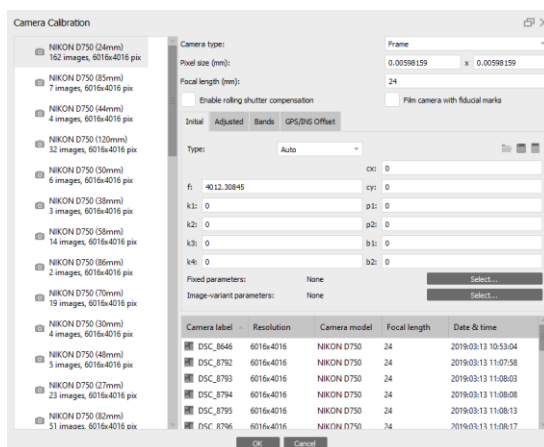 Camera Calibration
NIKON D750 (24mm)
162 images, 6016x4016 pix
NIKON D750 (85mm)
7 images, 6016x4016 pix
NIKON D750 (44mm)
4 images, 6016x4016 pix
NIKON D750 (120mm)
32 images, 6016x4016 pix
NIKON D750 (50mm)
6 images, 6016x4016 pix
NIKON D750 (38mm)
3 images, 6016x4016 pix
NIKON D750 (58mm)
14 images, 6016x4016 pix
NIKON D750 (86mm)
2 images, 6016x4016 pix
NIKON D750 (70mm)
19 images, 6016x4016 pix
NIKON D750 (30mm)
4 images, 6016x4016 pix
NIKON D750 (48mm)
5 images, 6016x4016 pix
NIKON D750 (27mm)
23 images, 6016x4016 pix
NIKON D750 (82mm)
51 images, 6016x4016 pix
Camera type: Frame
Pixel size (mm): 0.00598159 x 0.00598159
Focal length (mm): 24
Enable rolling shutter compensation Film camera with fiducial marks
Initial Adjusted Bands GPS/INS Offset
Type: Auto
cx: 0
f: 4012.30845 cy: 0
k1: 0 p1: 0
k2: 0 p2: 0
k3: 0 b1: 0
k4: 0 b2: 0
Fixed parameters: None Select...
Image-variant parameters: None Select...
Camera label Resolution Camera model Focal length Date & time
DSC_8646 6016x4016 NIKON D750 24 2019:03:13 10:53:04
DSC_8792 6016x4016 NIKON D750 24 2019:03:13 11:07:58
DSC_8793 6016x4016 NIKON D750 24 2019:03:13 11:08:03
DSC_8794 6016x4016 NIKON D750 24 2019:03:13 11:08:08
DSC_8795 6016x4016 NIKON D750 24 2019:03:13 11:08:13
DSC_8796 6016x4016 NIKON D750 24 2019:03:13 11:08:17
OK Cancel